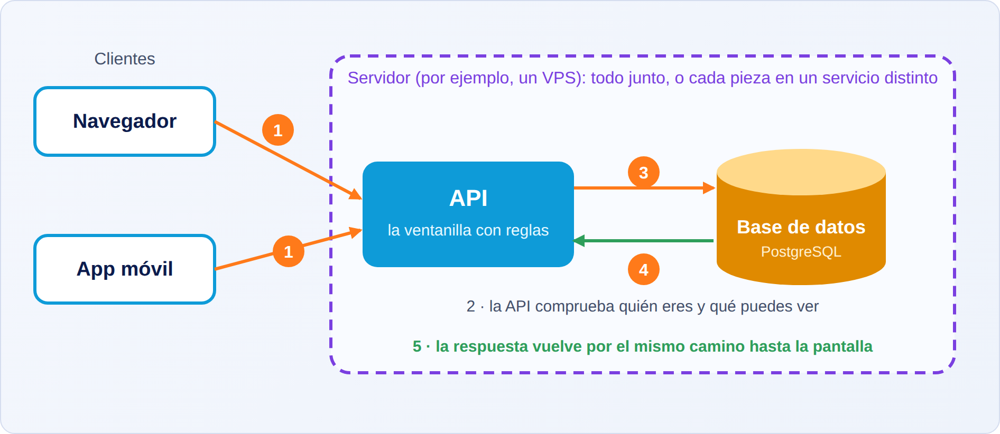 Clientes
Servidor (por ejemplo, un VPS): todo junto, o cada pieza en un servicio distinto
Navegador
1
3
API
la ventanilla con reglas
Base de datos
PostgreSQL
App móvil
1
4
2 · la API comprueba quién eres y qué puedes ver
5 · la respuesta vuelve por el mismo camino hasta la pantalla